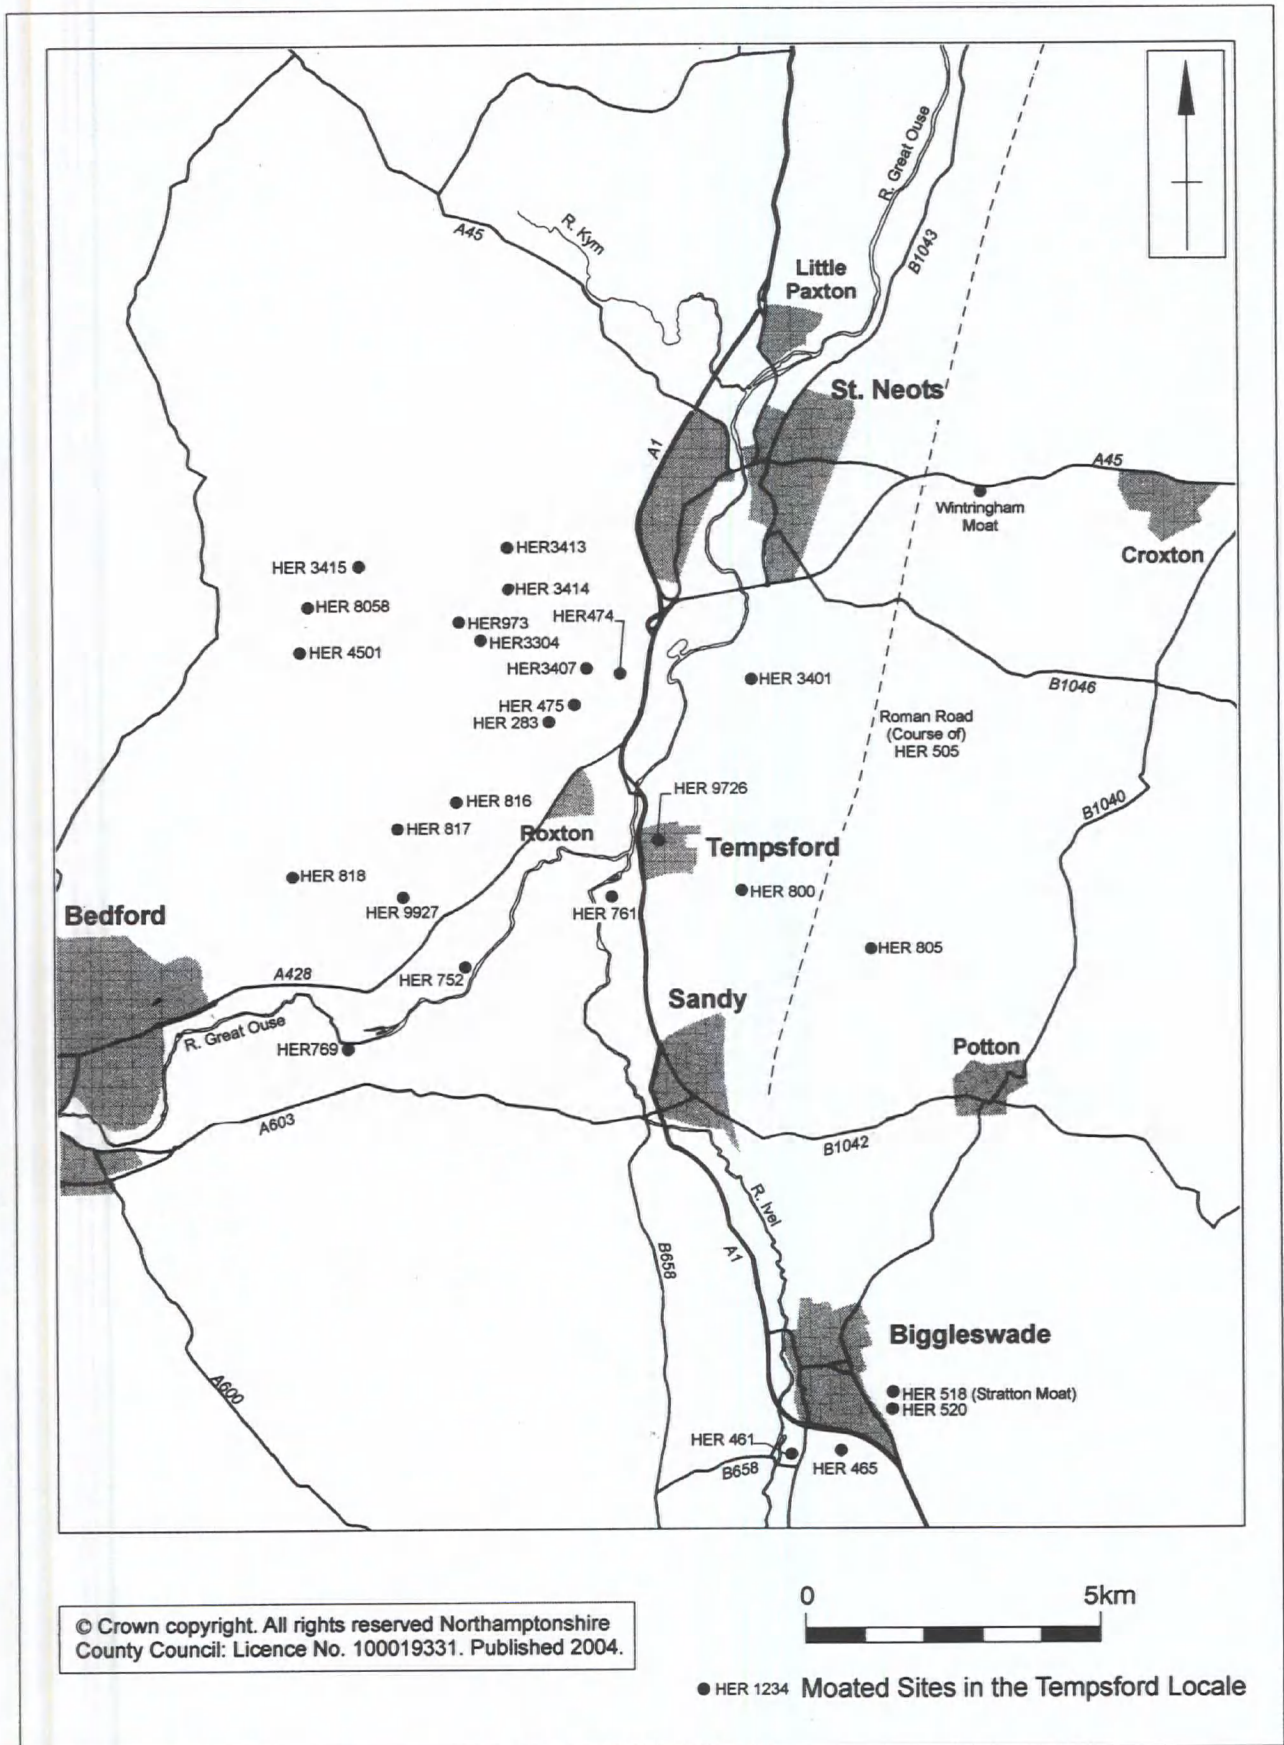 R. Great Ouse
R. Kym
A45
B1043
Little
Paxton
St. Neots
A1
A45
Wintringham
Moat
Croxton
HER3413
HER 3415
HER 3414
HER 8058
HER474
HER973
HER3304
HER 4501
HER3407
HER 3401
B1046
HER 475
HER 283
Roman Road
(Course of)
HER 505
HER 9726
HER 816
B1040
HER 817
Roxton
Tempsford
HER 818
HER 800
HER 9927
HER 761
Bedford
HER 805
A428
HER 752
Sandy
R. Great Ouse
HER769
Potton
A603
B1042
R. Ivel
B658
A1
Biggleswade
A600
HER 518 (Stratton Moat)
HER 520
HER 461
B658
HER 465
0 5km
© Crown copyright. All rights reserved Northamptonshire
County Council: Licence No. 100019331. Published 2004.
HER 1234 Moated Sites in the Tempsford Locale